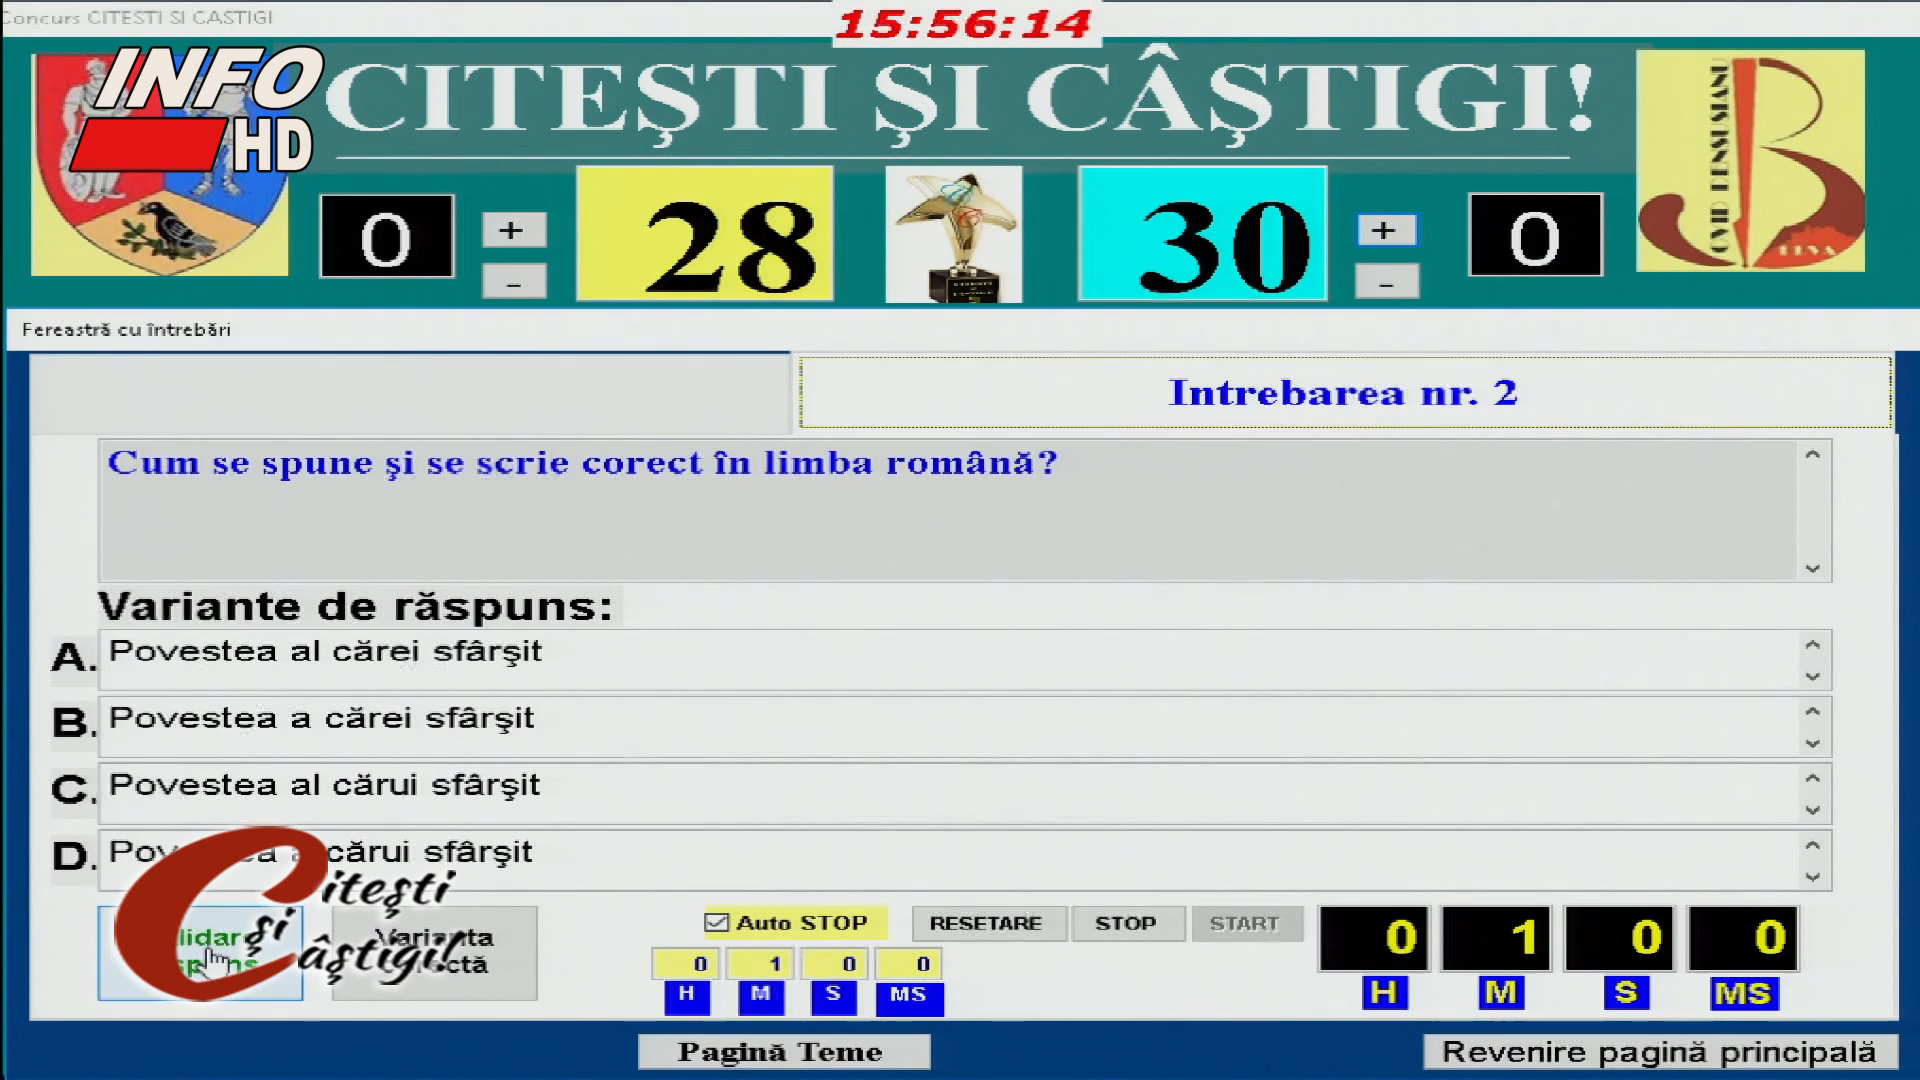 Concurs CITESTI SI CASTIGI
15:56:14
INFO
HD
CITEŞTI ŞI CÂŞTIGI!
OVID DENSUSIANU
0
+
-
28
30
+
-
0
Fereastră cu întrebări
Intrebarea nr. 2
Cum se spune şi se scrie corect în limba română?
Variante de răspuns:
A. Povestea al cărei sfârşit
B. Povestea a cărei sfârşit
C. Povestea al cărui sfârşit
D. cărui sfârşit
Citeşti
şi
Câştigi!
Auto STOP
RESETARE
STOP
START
0 1 0 0
H M S MS
0 1 0 0
H M S MS
Pagină Teme
Revenire pagină principală